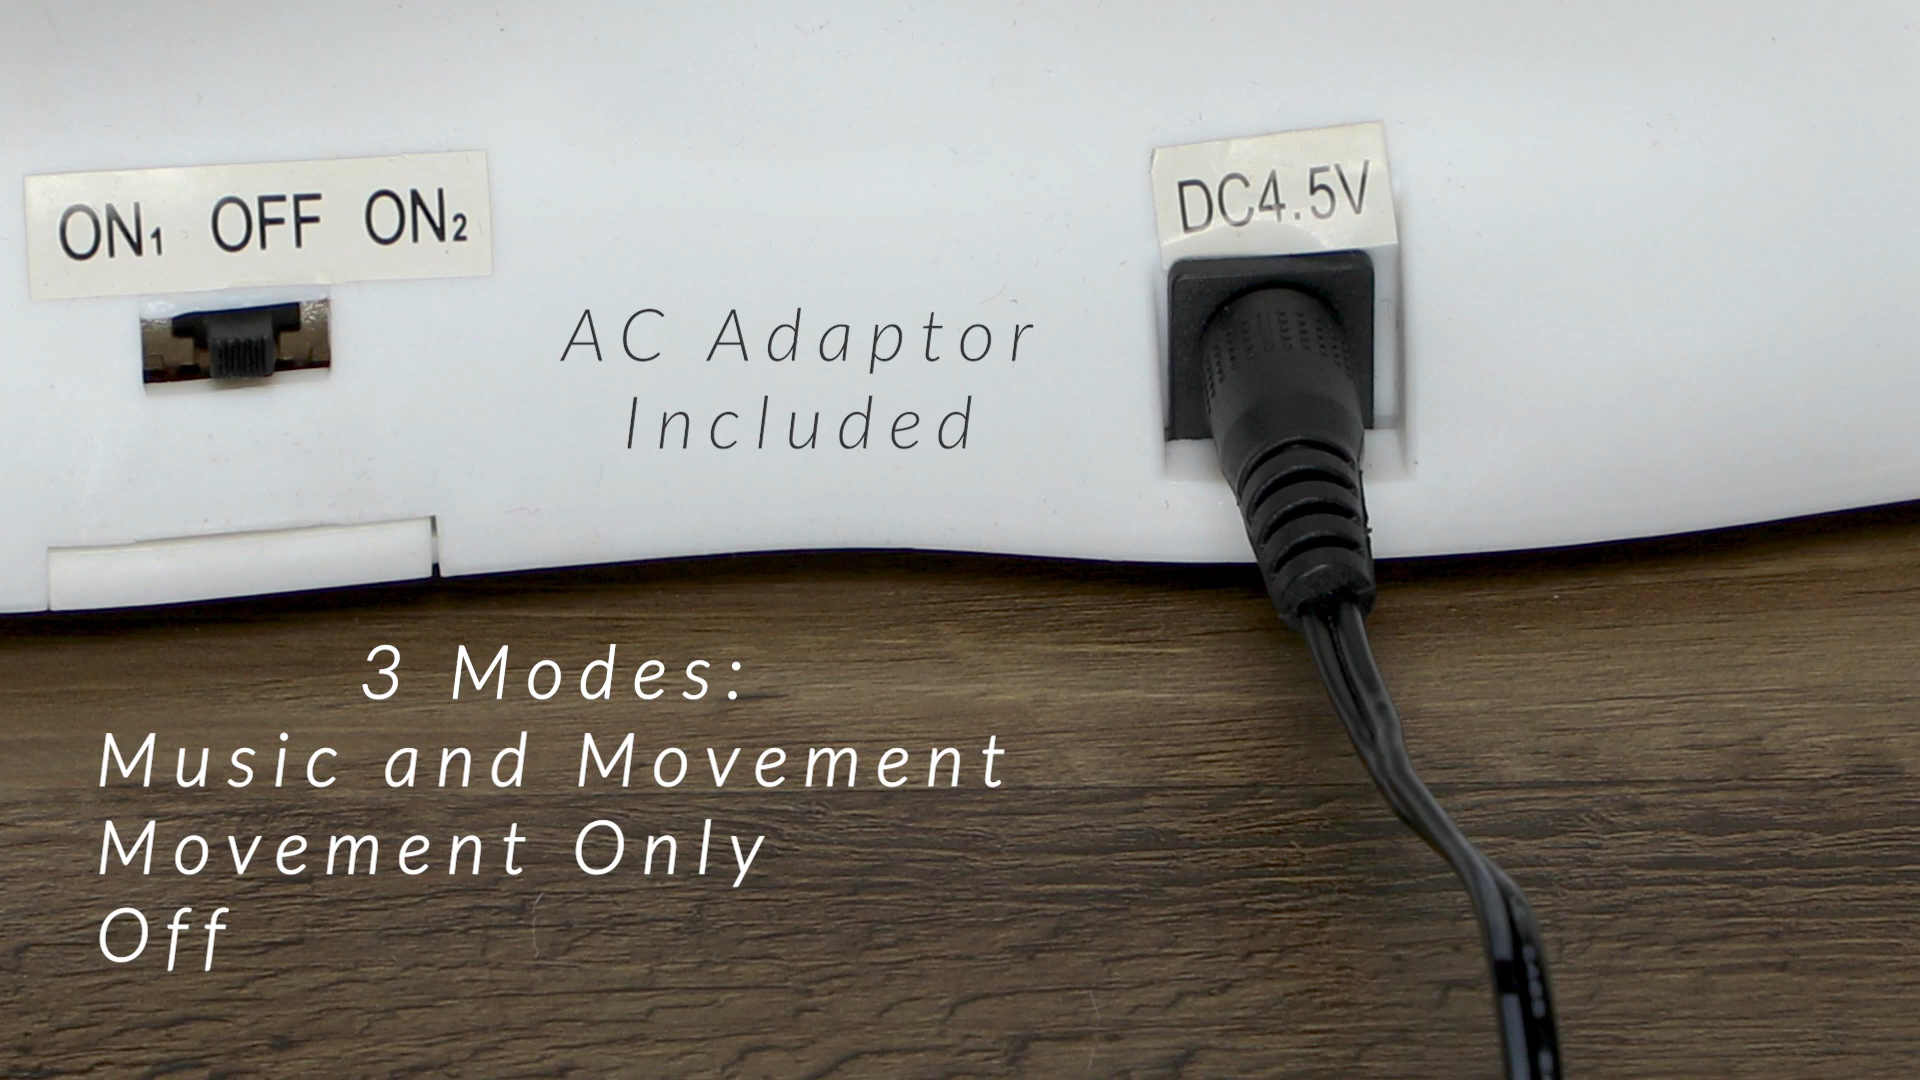 ON₁ OFF ON₂
DC4.5V
AC Adaptor
Included
3 Modes:
Music and Movement
Movement Only
Off